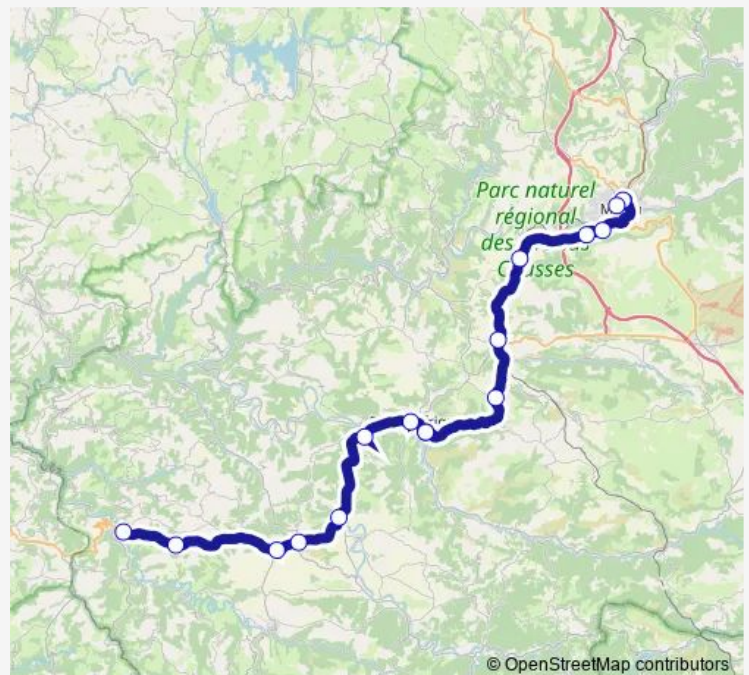 Parc naturel
régional
des
Causses
© OpenStreetMap contributors